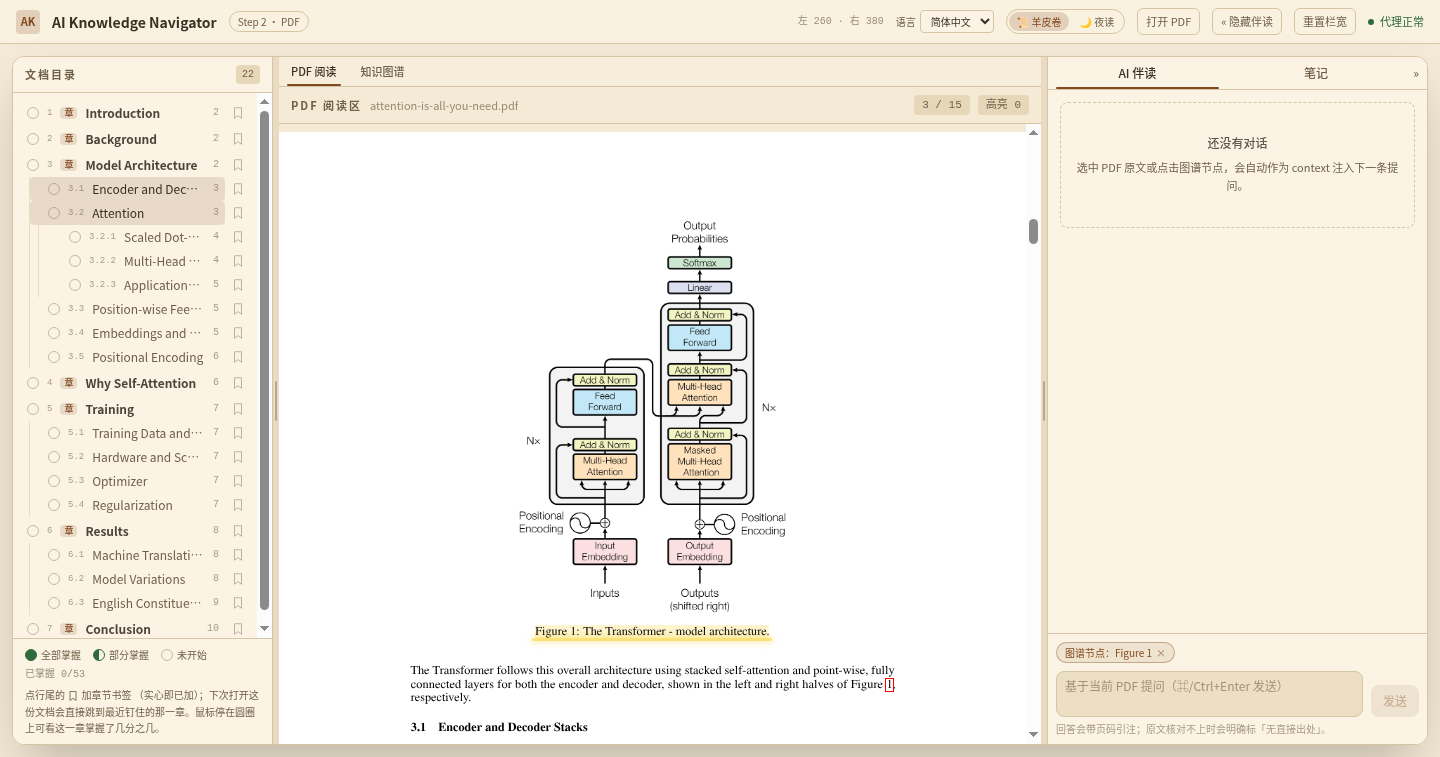 AK
AI Knowledge Navigator
Step 2 · PDF
左 260 · 右 380
语言
简体中文
📜 羊皮卷
🌙 夜读
打开 PDF
« 隐藏伴读
重置栏宽
代理正常
文档目录
22
1 章 Introduction 2
2 章 Background 2
3 章 Model Architecture 2
3.1 Encoder and Dec··· 3
3.2 Attention 3
3.2.1 Scaled Dot-··· 4
3.2.2 Multi-Head ··· 4
3.2.3 Application··· 5
3.3 Position-wise Fee··· 5
3.4 Embeddings and ··· 5
3.5 Positional Encoding 6
4 章 Why Self-Attention 6
5 章 Training 7
5.1 Training Data and··· 7
5.2 Hardware and Sc··· 7
5.3 Optimizer 7
5.4 Regularization 7
6 章 Results 8
6.1 Machine Translati··· 8
6.2 Model Variations 8
6.3 English Constitue··· 9
7 章 Conclusion 10
全部掌握 部分掌握 未开始
已掌握 0/53
点行尾的 口 加章节书签 (实心即已加); 下次打开这
份文档会直接跳到最近钉住的那一章。鼠标停在圆圈
上可看这一章掌握了几分之几。
PDF 阅读
知识图谱
PDF 阅读区
attention-is-all-you-need.pdf
3 / 15
高亮 0
Output
Probabilities
Softmax
Linear
Add & Norm
Feed
Forward
Add & Norm
Multi-Head
Attention
Add & Norm
Masked
Multi-Head
Attention
N×
Add & Norm
Feed
Forward
Add & Norm
Multi-Head
Attention
N×
Positional
Encoding
Positional
Encoding
Input
Embedding
Output
Embedding
Inputs
Outputs
(shifted right)
Figure 1: The Transformer - model architecture.
The Transformer follows this overall architecture using stacked self-attention and point-wise, fully
connected layers for both the encoder and decoder, shown in the left and right halves of Figure 1,
respectively.
3.1 Encoder and Decoder Stacks
AI 伴读
笔记
»
还没有对话
选中 PDF 原文或点击图谱节点，会自动作为 context 注入下一条提
问。
图谱节点: Figure 1 ×
基于当前 PDF 提问（⌘/Ctrl+Enter 发送）
发送
回答会带页码引注；原文核对不上时会明确标「无直接出处」。